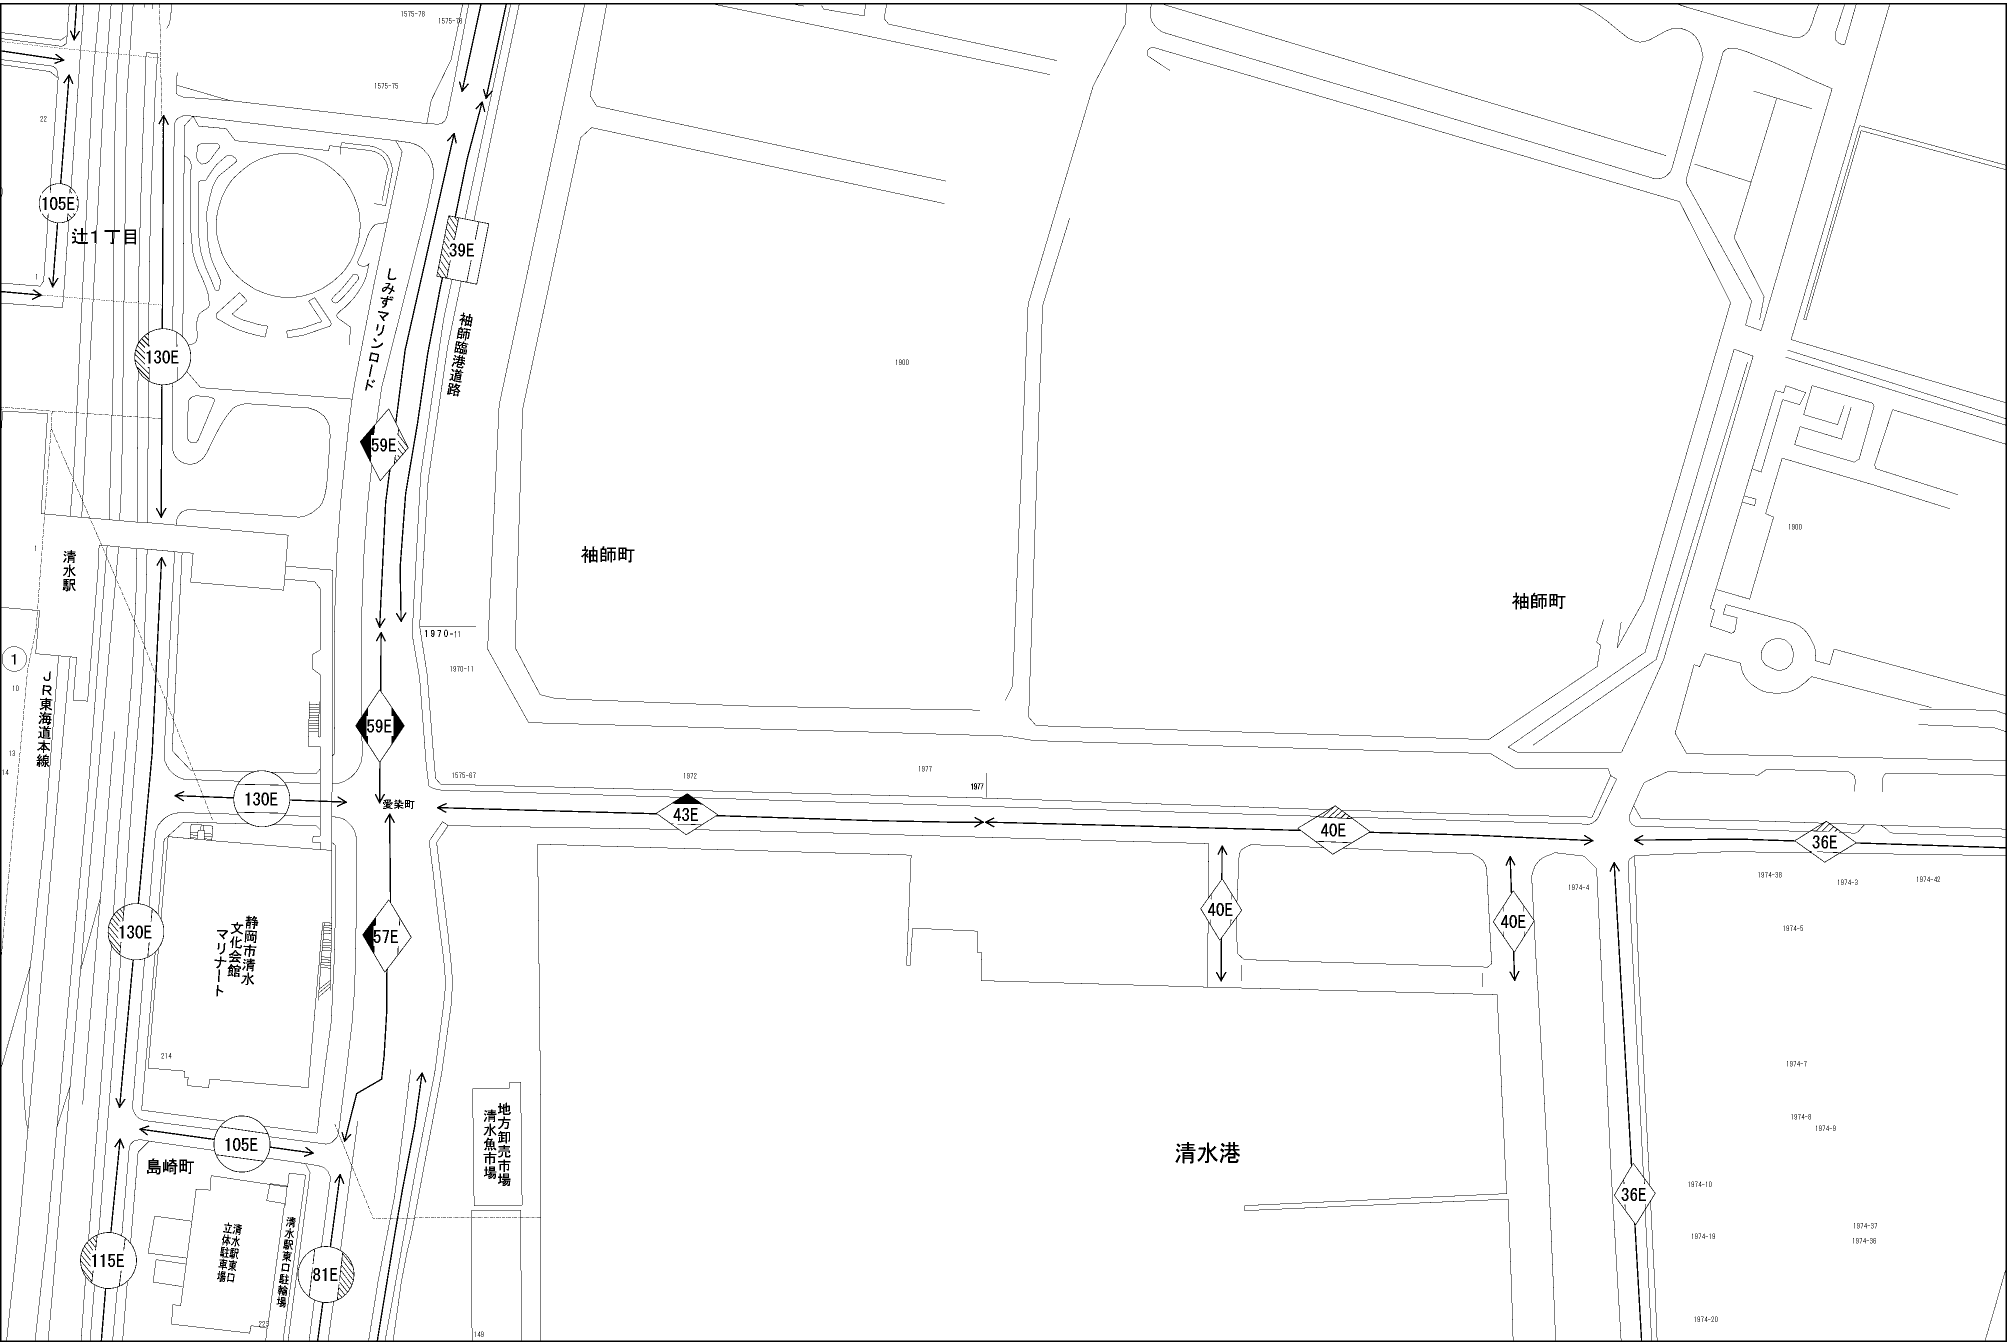 1575-78
1575-78
1575-75
22
105E
辻1丁目
39E
1
しみずマリンロード
袖師臨港道路
130E
1900
59E
1900
袖師町
清水駅
1
袖師町
1970-11
1970-11
1
10
JR東海道本線
59E
13
14
1575-67
1972
1977
1977
130E
愛染町
43E
40E
36E
1974-38
1974-3
1974-42
1974-4
40E
40E
1974-5
130E
静岡市清水
文化会館
マリナート
57E
214
1974-7
地方卸売市場
清水魚市場
1974-8
1974-9
105E
清水港
島崎町
1974-10
36E
清水駅東口
立体駐車場
清水駅東口駐輪場
1974-37
1974-19
1974-36
115E
81E
1974-20
149